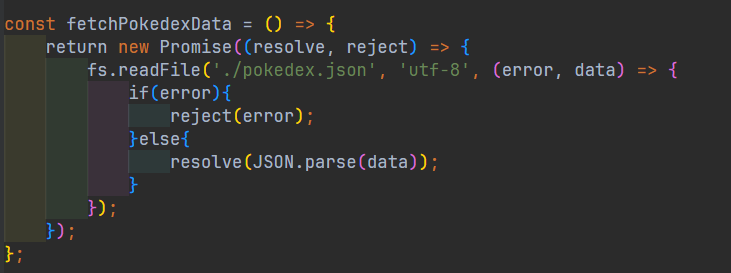 const fetchPokedexData = () => {
    return new Promise((resolve, reject) => {
        fs.readFile('./pokedex.json', 'utf-8', (error, data) => {
            if(error){
                reject(error);
            }else{
                resolve(JSON.parse(data));
            }
        });
    });
};